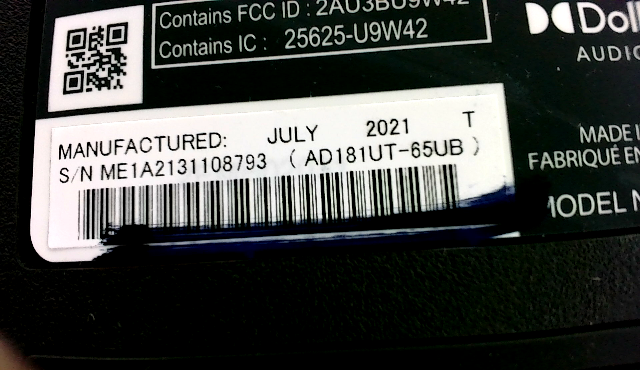 Contains FCC ID : 2AU3BU9W42
Contains IC : 25625-U9W42
AUDIO
MANUFACTURED: JULY 2021 T
S/N ME1A2131108793 ( AD181UT-65UB )
MADE
FABRIQUÉ EN
MODEL